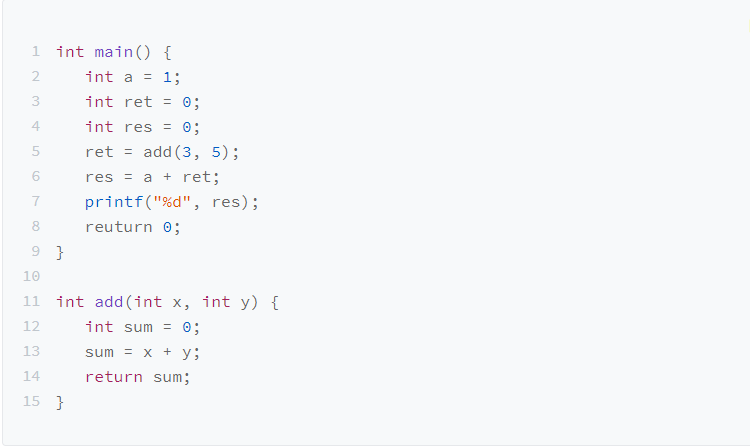 1 int main() {
2 int a = 1;
3 int ret = 0;
4 int res = 0;
5 ret = add(3, 5);
6 res = a + ret;
7 printf("%d", res);
8 reuturn 0;
9 }
10
11 int add(int x, int y) {
12 int sum = 0;
13 sum = x + y;
14 return sum;
15 }